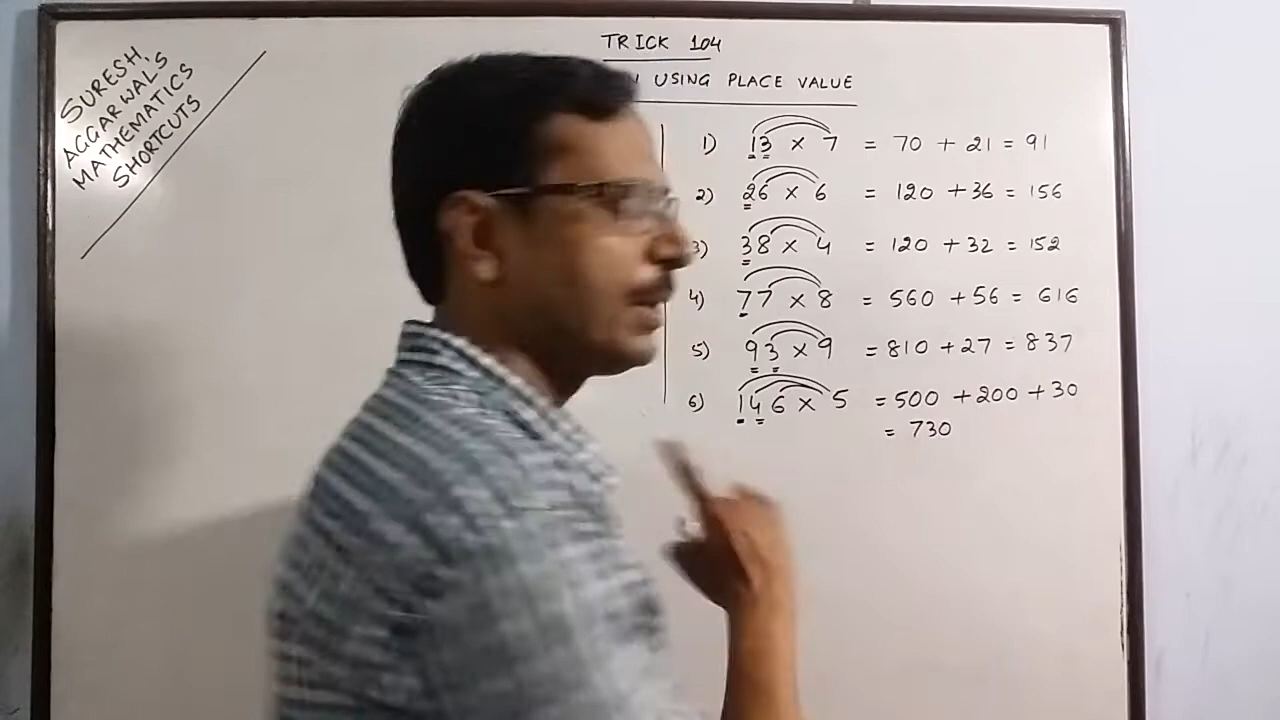 SURESH
AGGARWAL'S
MATHEMATICS
SHORTCUTS
TRICK 104
USING PLACE VALUE
1) 13 × 7 = 70 + 21 = 91
2) 26 × 6 = 120 + 36 = 156
3) 38 × 4 = 120 + 32 = 152
4) 77 × 8 = 560 + 56 = 616
5) 93 × 9 = 810 + 27 = 837
6) 146 × 5 = 500 + 200 + 30
= 730